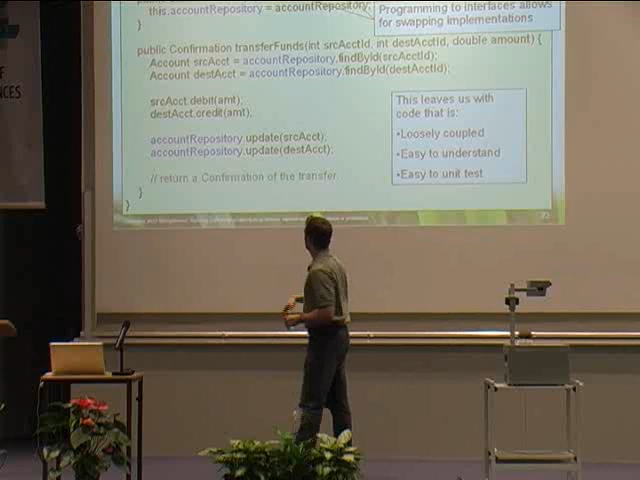 this.accountRepository = accountRepository;
Programming to interfaces allows
for swapping implementations
}
public Confirmation transferFunds(int srcAcctId, int destAcctId, double amount) {
Account srcAcct = accountRepository.findById(srcAcctId);
Account destAcct = accountRepository.findById(destAcctId);
srcAcct.debit(amt);
destAcct.credit(amt);
accountRepository.update(srcAcct);
accountRepository.update(destAcct);
// return a Confirmation of the transfer
}
}
This leaves us with
code that is:
•Loosely coupled
•Easy to understand
•Easy to unit test
NCES